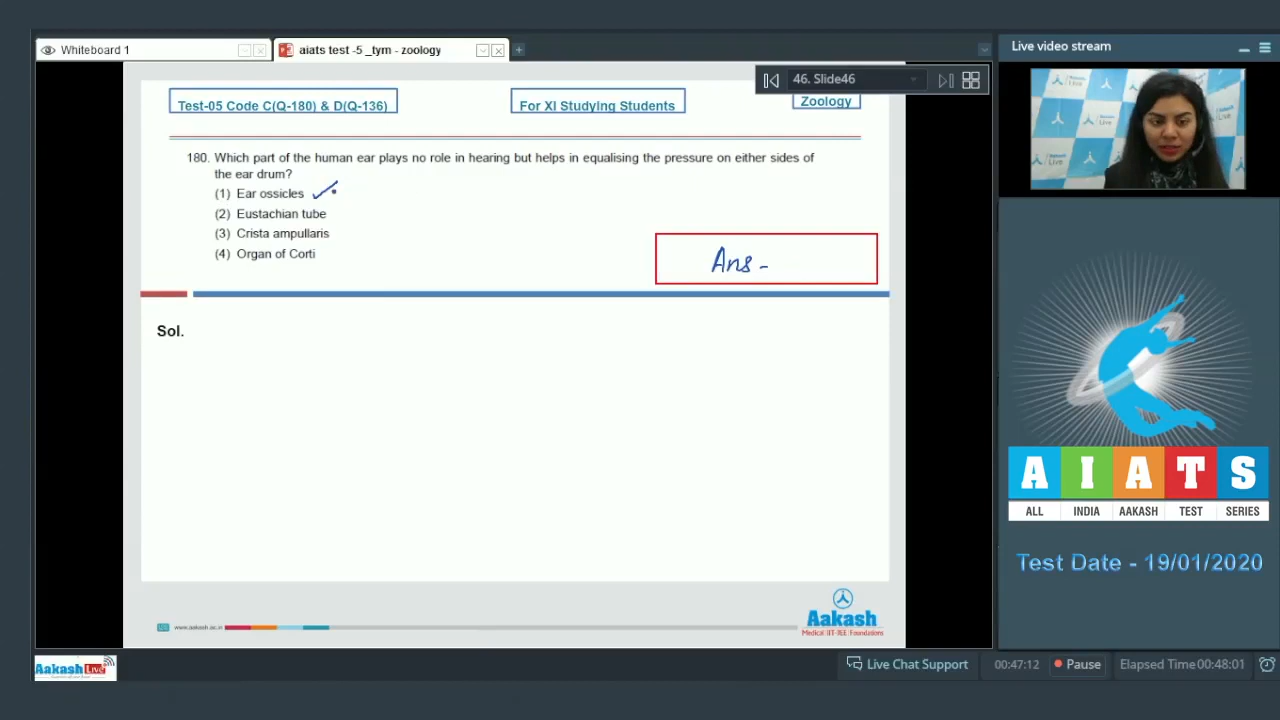 Whiteboard 1
aiats test -5 _tym - zoology
Live video stream
46. Slide46
Test-05 Code C(Q-180) & D(Q-136)
For XI Studying Students
Zoology
180. Which part of the human ear plays no role in hearing but helps in equalising the pressure on either sides of
the ear drum?
(1) Ear ossicles
(2) Eustachian tube
(3) Crista ampullaris
(4) Organ of Corti
Ans -
Sol.
A I A T S
ALL INDIA AAKASH TEST SERIES
Test Date - 19/01/2020
www.aakash.ac.in
Aakash
Medical|IIT-JEE|Foundations
Aakash Live
Live Chat Support
00:47:12
Pause
Elapsed Time 00:48:01